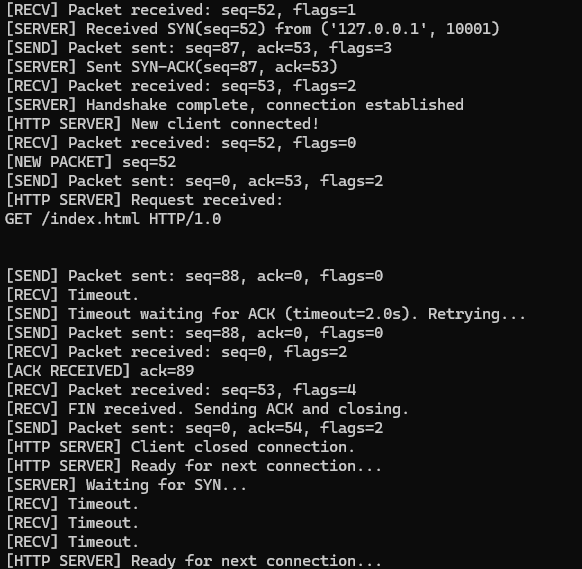 [RECV] Packet received: seq=52, flags=1
[SERVER] Received SYN(seq=52) from ('127.0.0.1', 10001)
[SEND] Packet sent: seq=87, ack=53, flags=3
[SERVER] Sent SYN-ACK(seq=87, ack=53)
[RECV] Packet received: seq=53, flags=2
[SERVER] Handshake complete, connection established
[HTTP SERVER] New client connected!
[RECV] Packet received: seq=52, flags=0
[NEW PACKET] seq=52
[SEND] Packet sent: seq=0, ack=53, flags=2
[HTTP SERVER] Request received:
GET /index.html HTTP/1.0
[SEND] Packet sent: seq=88, ack=0, flags=0
[RECV] Timeout.
[SEND] Timeout waiting for ACK (timeout=2.0s). Retrying...
[SEND] Packet sent: seq=88, ack=0, flags=0
[RECV] Packet received: seq=0, flags=2
[ACK RECEIVED] ack=89
[RECV] Packet received: seq=53, flags=4
[RECV] FIN received. Sending ACK and closing.
[SEND] Packet sent: seq=0, ack=54, flags=2
[HTTP SERVER] Client closed connection.
[HTTP SERVER] Ready for next connection...
[SERVER] Waiting for SYN...
[RECV] Timeout.
[RECV] Timeout.
[RECV] Timeout.
[HTTP SERVER] Ready for next connection...